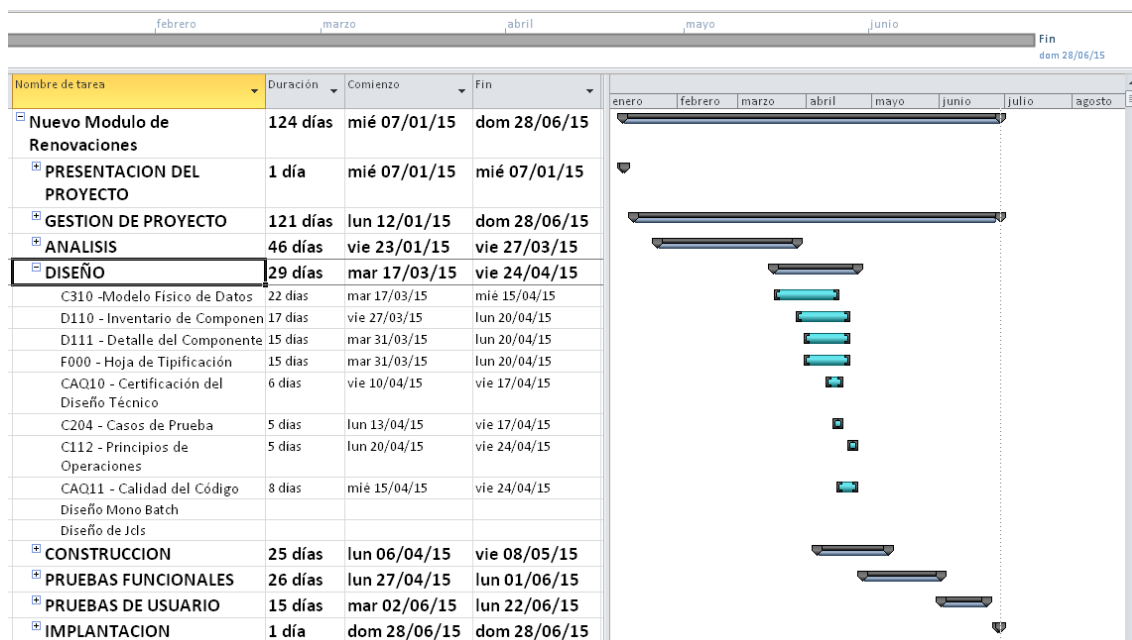 febrero marzo abril mayo junio
Fin
dom 28/06/15
Nombre de tarea Duración Comienzo Fin
enero febrero marzo abril mayo junio julio agosto
Nuevo Modulo de 124 días mié 07/01/15 dom 28/06/15
Renovaciones
PRESENTACION DEL 1 día mié 07/01/15 mié 07/01/15
PROYECTO
GESTION DE PROYECTO 121 días lun 12/01/15 dom 28/06/15
ANALISIS 46 días vie 23/01/15 vie 27/03/15
DISEÑO 29 días mar 17/03/15 vie 24/04/15
C310 -Modelo Físico de Datos 22 días mar 17/03/15 mié 15/04/15
D110 - Inventario de Componen 17 días vie 27/03/15 lun 20/04/15
D111 - Detalle del Componente 15 días mar 31/03/15 lun 20/04/15
F000 - Hoja de Tipificación 15 días mar 31/03/15 lun 20/04/15
CAQ10 - Certificación del 6 días vie 10/04/15 vie 17/04/15
Diseño Técnico
C204 - Casos de Prueba 5 días lun 13/04/15 vie 17/04/15
C112 - Principios de 5 días lun 20/04/15 vie 24/04/15
Operaciones
CAQ11 - Calidad del Código 8 días mié 15/04/15 vie 24/04/15
Diseño Mono Batch
Diseño de Jcls
CONSTRUCCION 25 días lun 06/04/15 vie 08/05/15
PRUEBAS FUNCIONALES 26 días lun 27/04/15 lun 01/06/15
PRUEBAS DE USUARIO 15 días mar 02/06/15 lun 22/06/15
IMPLANTACION 1 día dom 28/06/15 dom 28/06/15